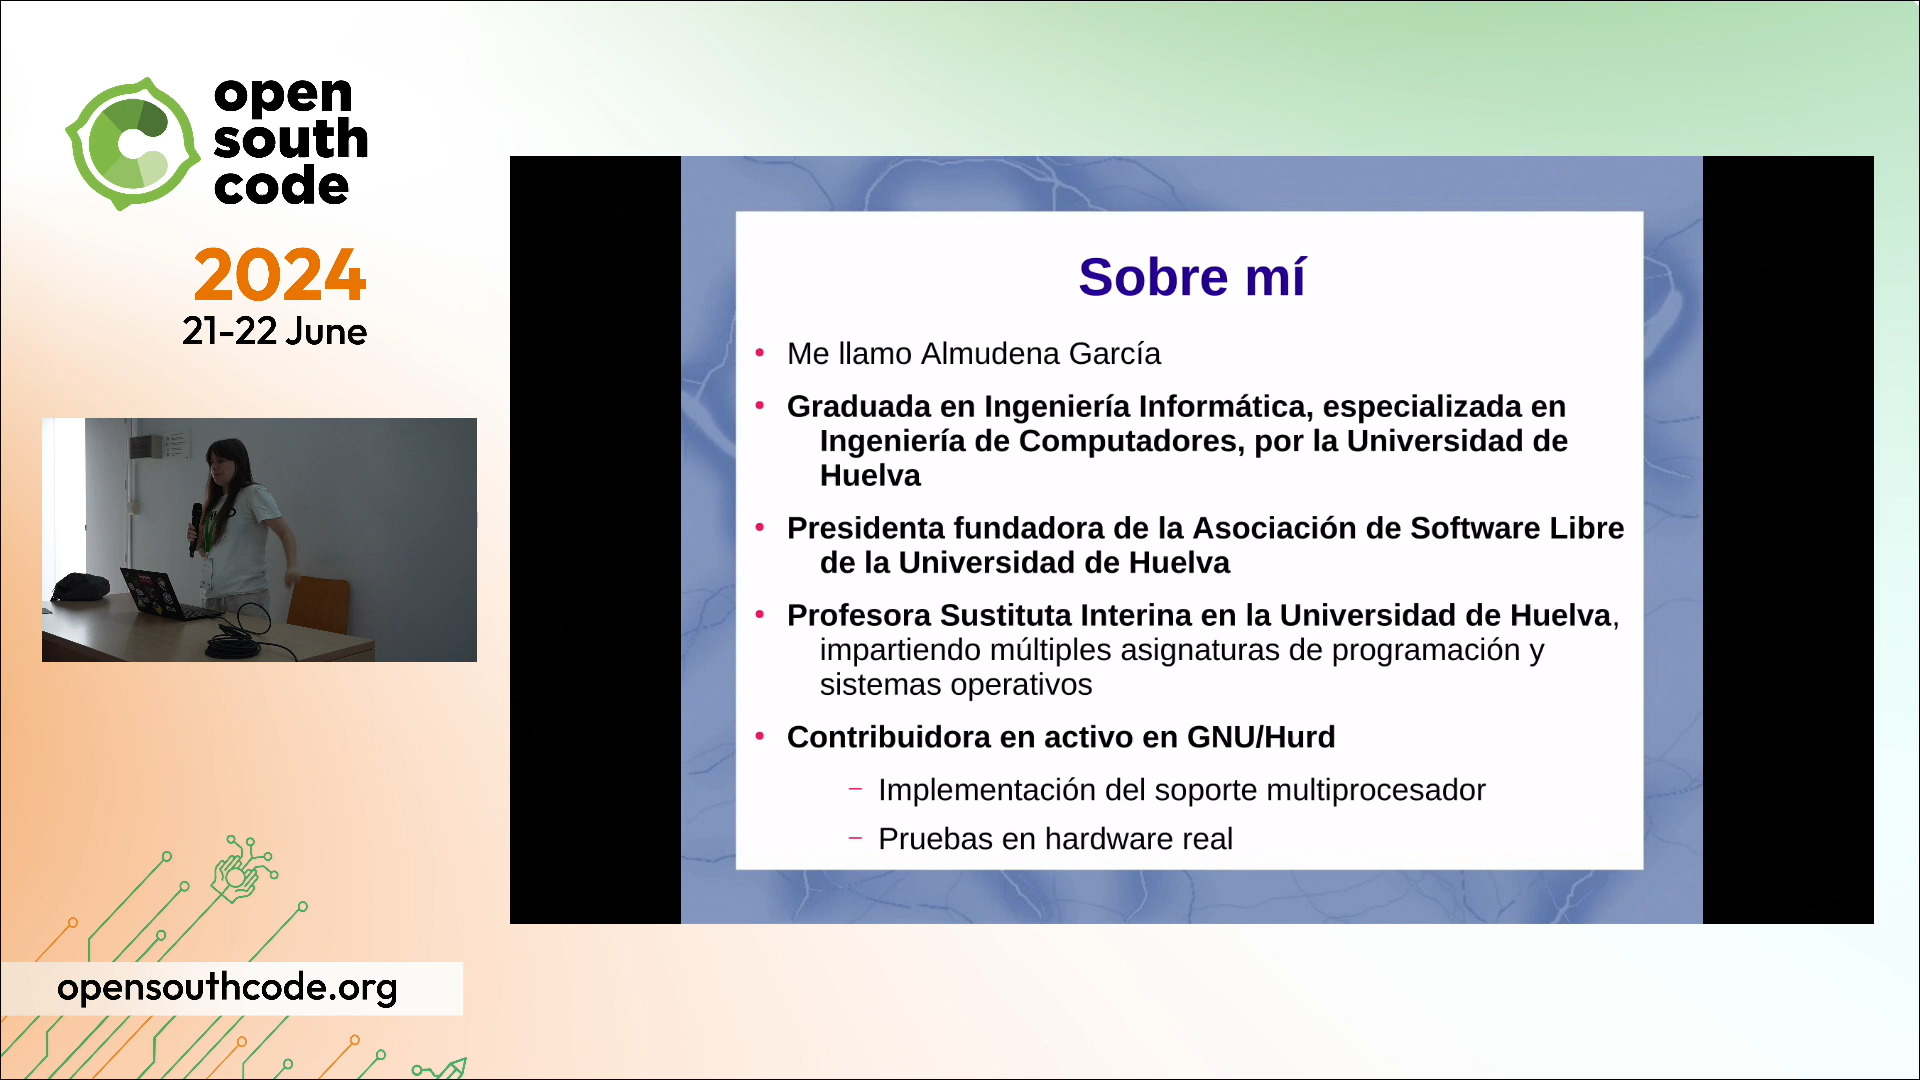 open
south
code
2024
21-22 June
opensouthcode.org
Sobre mí
Me llamo Almudena García
Graduada en Ingeniería Informática, especializada en
Ingeniería de Computadores, por la Universidad de
Huelva
Presidenta fundadora de la Asociación de Software Libre
de la Universidad de Huelva
Profesora Sustituta Interina en la Universidad de Huelva,
impartiendo múltiples asignaturas de programación y
sistemas operativos
Contribuidora en activo en GNU/Hurd
– Implementación del soporte multiprocesador
– Pruebas en hardware real